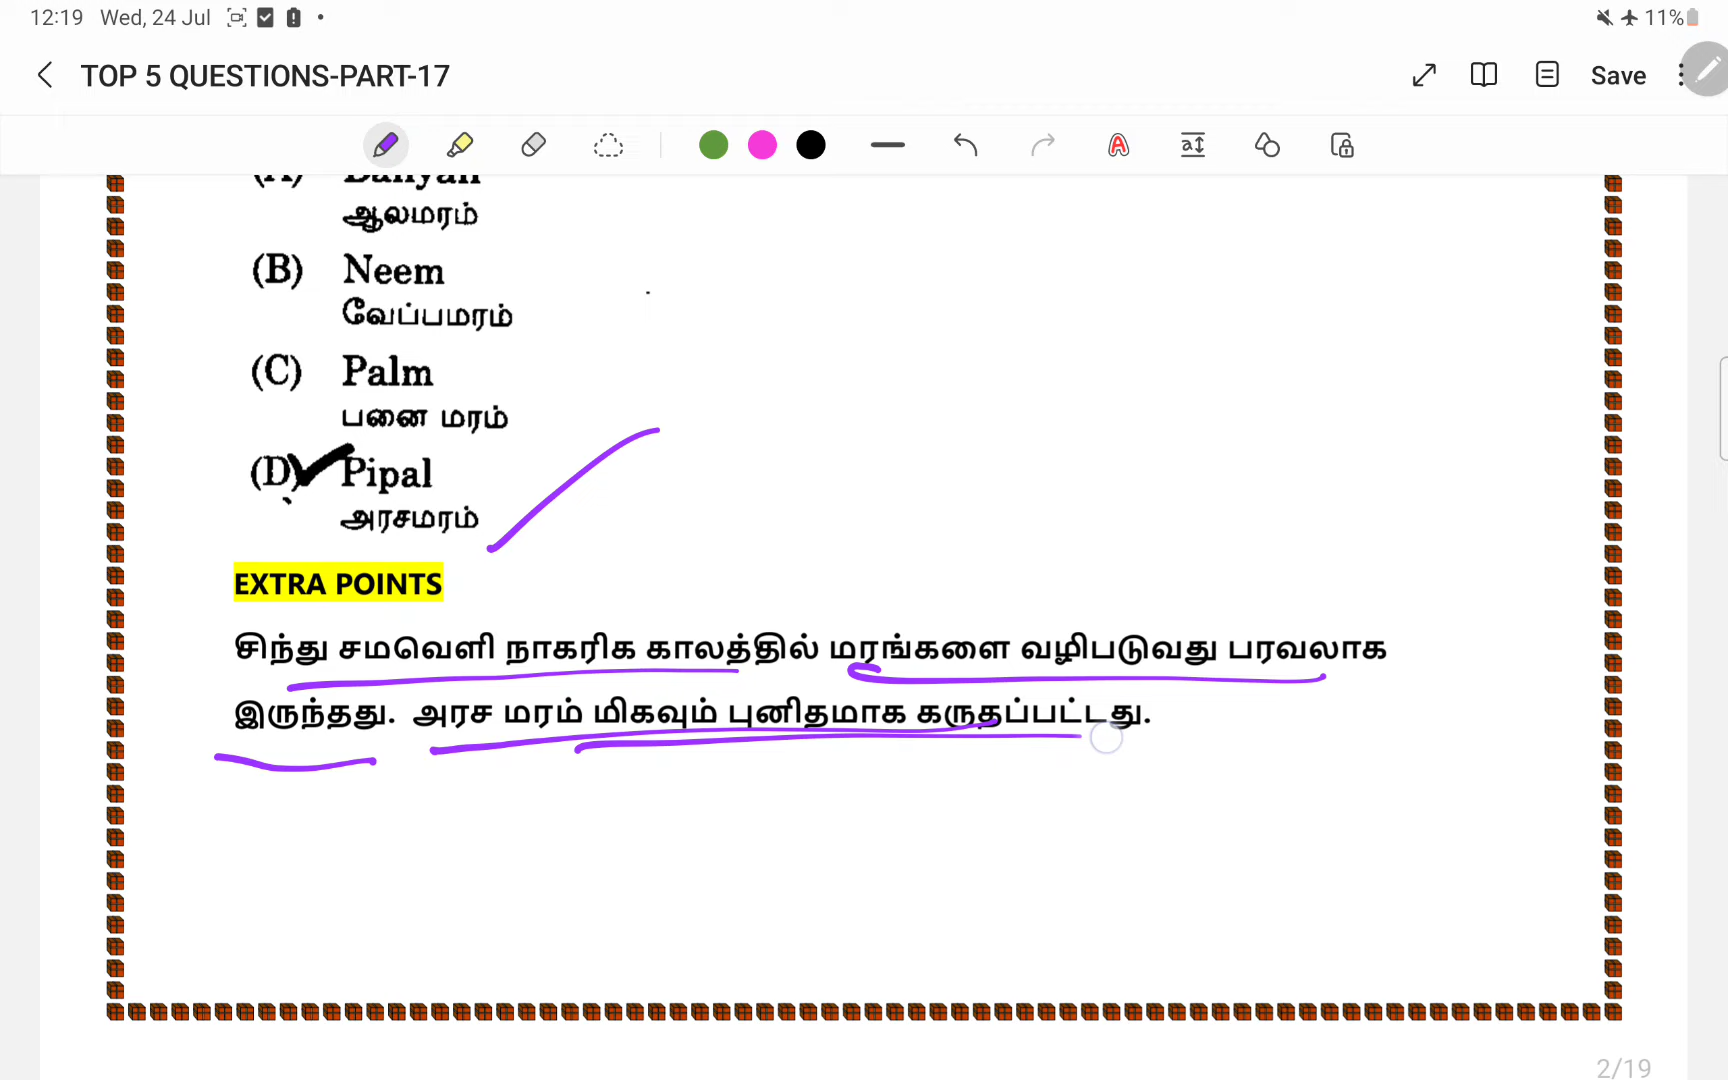 12:19 Wed, 24 Jul
11%
TOP 5 QUESTIONS-PART-17
Save
(A) Banyan
ஆலமரம்
(B) Neem
வேப்பமரம்
(C) Palm
பனை மரம்
(D) Pipal
அரசமரம்
EXTRA POINTS
சிந்து சமவெளி நாகரிக காலத்தில் மரங்களை வழிபடுவது பரவலாக
இருந்தது. அரச மரம் மிகவும் புனிதமாக கருதப்பட்டது.
2/19